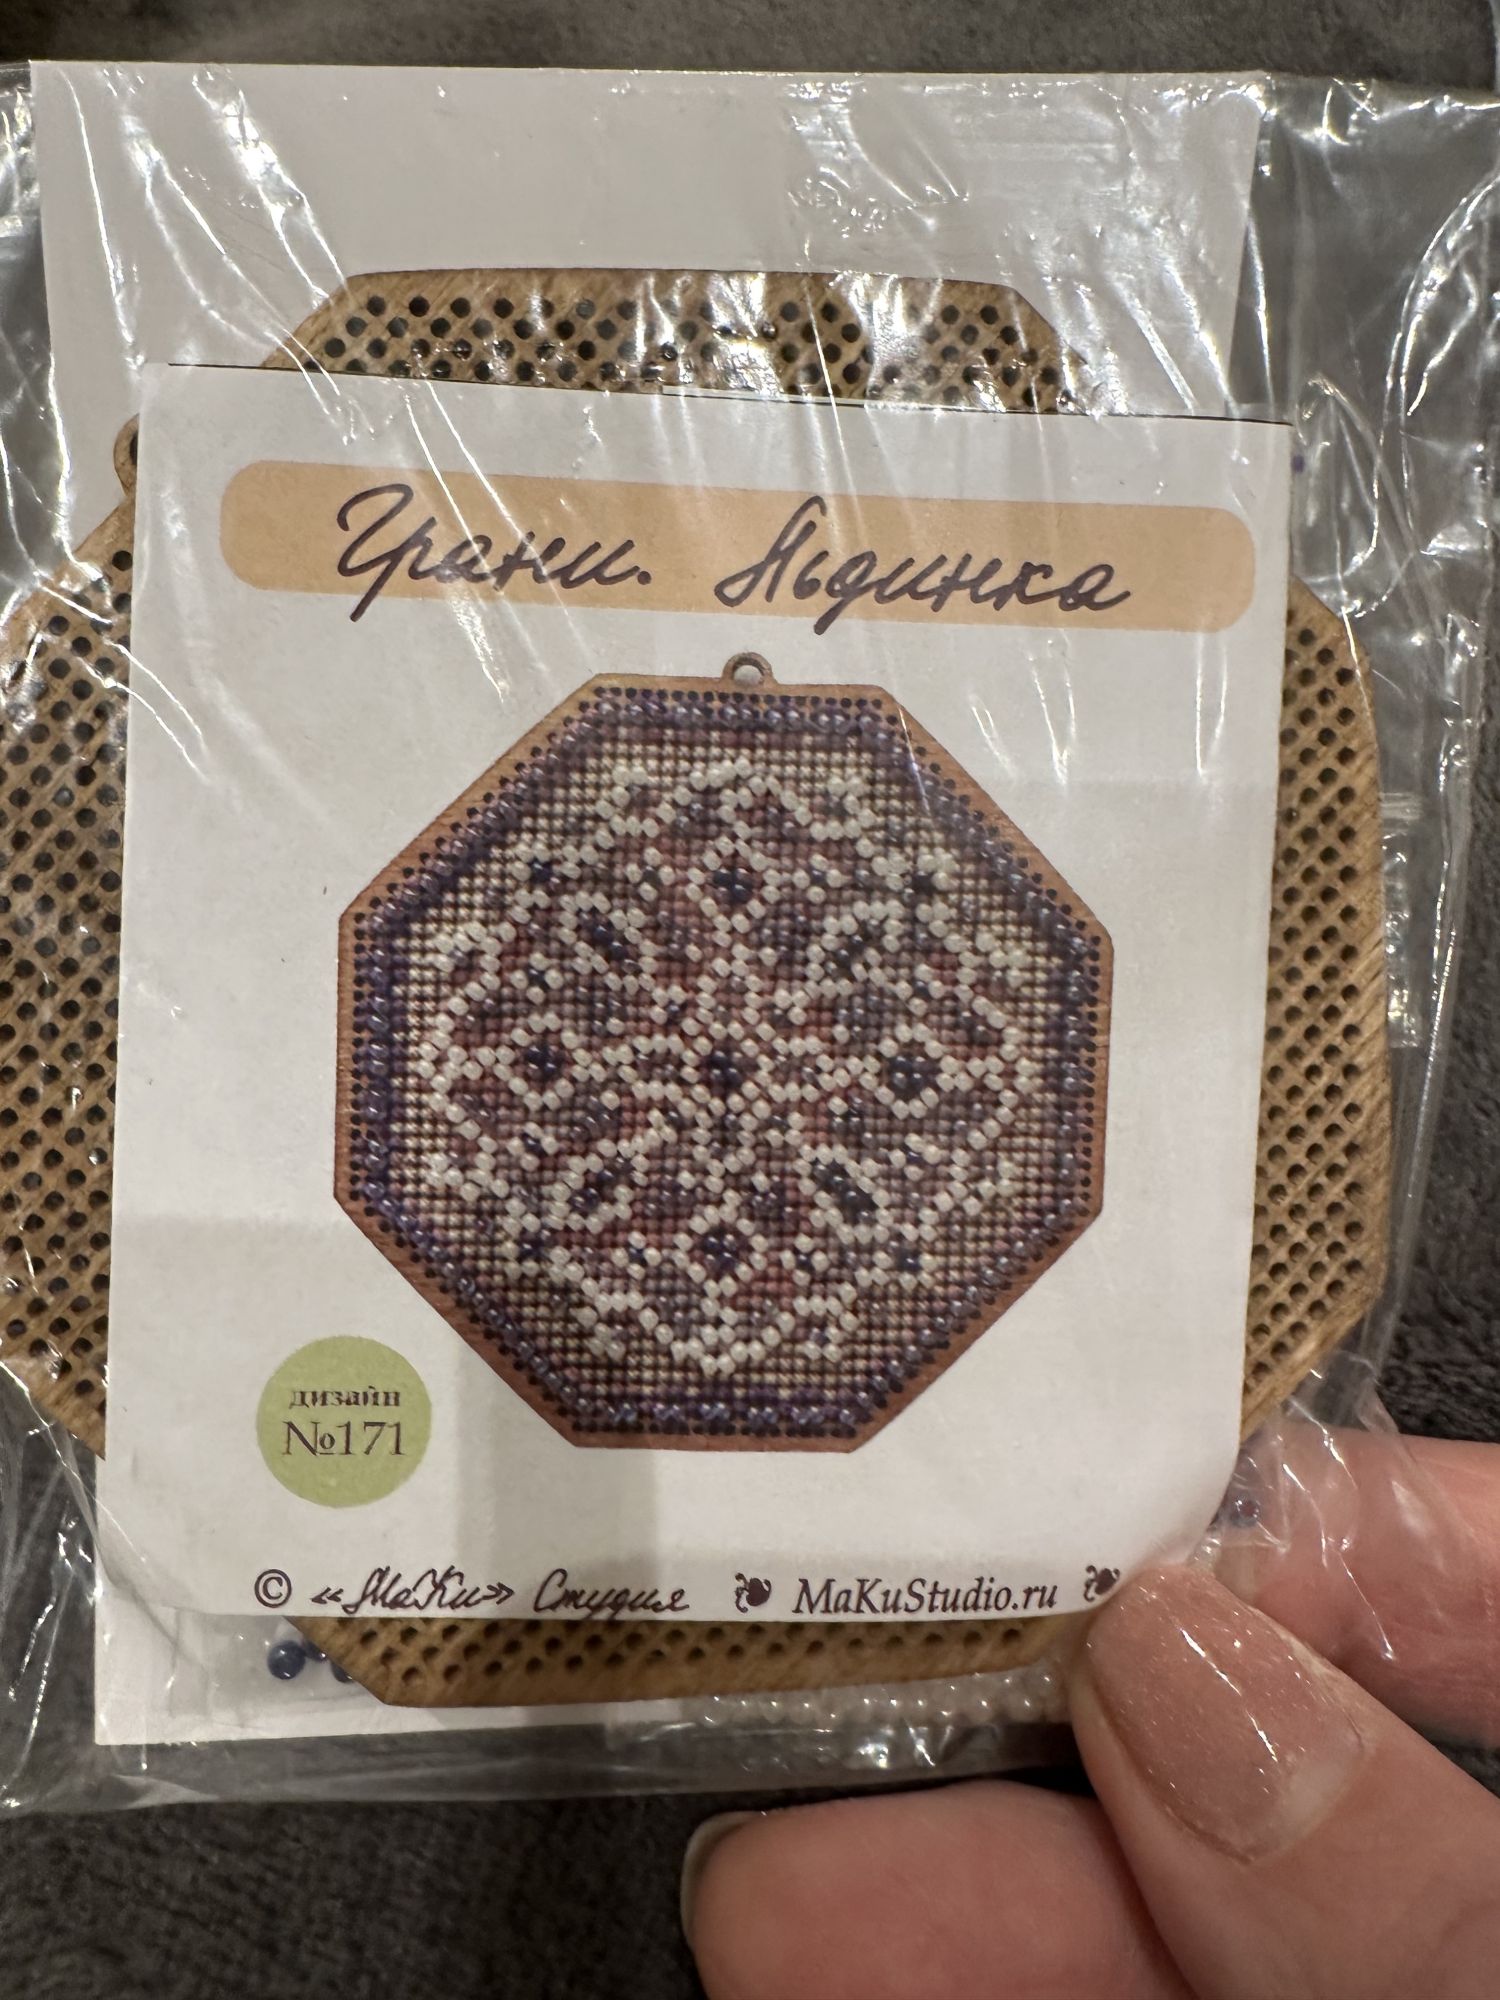 Грани. Льдинка
дизайн
№171
© «МаКи» Студия ❧ MaKuStudio.ru ❧